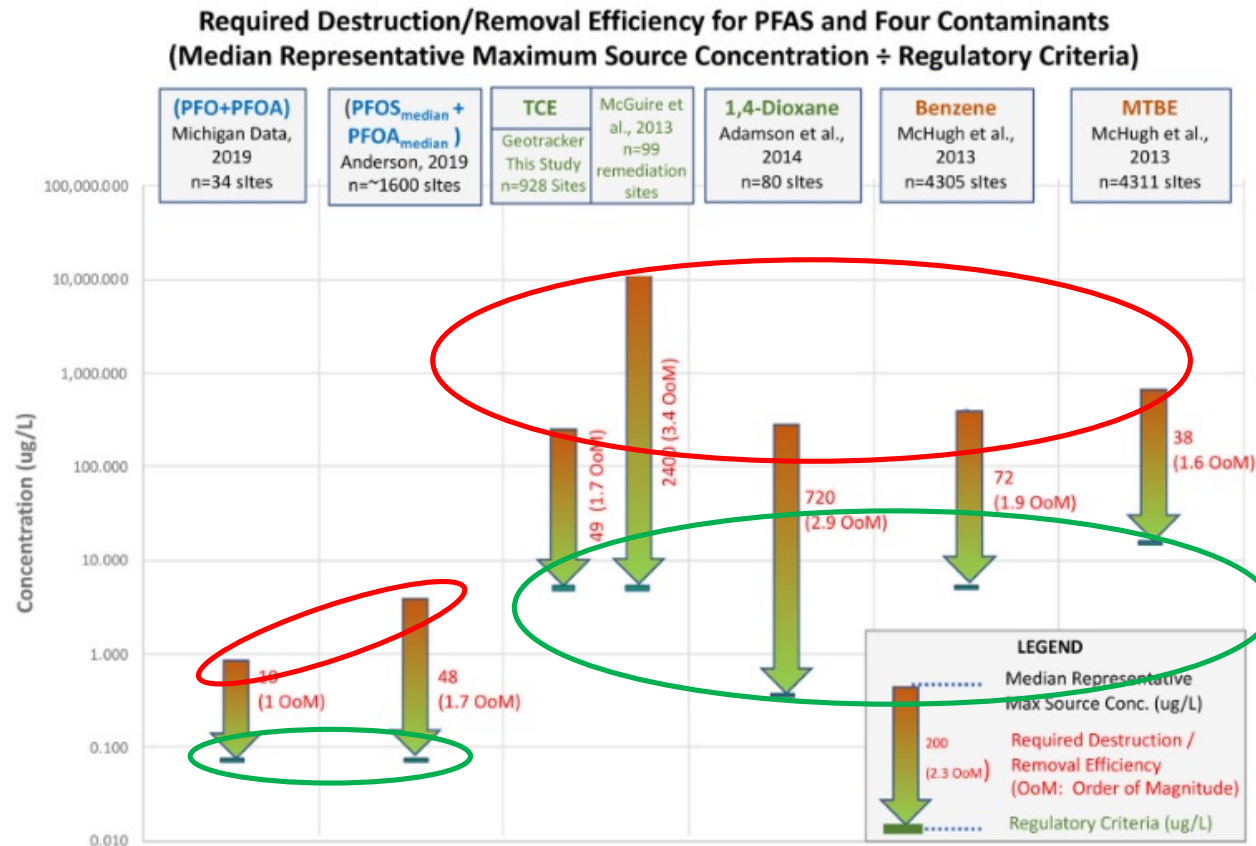 Required Destruction/Removal Efficiency for PFAS and Four Contaminants
(Median Representative Maximum Source Concentration ÷ Regulatory Criteria)
(PFO+PFOA)
Michigan Data,
2019
n=34 sItes
(PFOSmedian +
PFOAmedian )
Anderson, 2019
n=~1600 sItes
TCE
Geotracker
This Study
n=928 Sites
McGuire et
al., 2013
n=99
remediation
sites
1,4-Dioxane
Adamson et al.,
2014
n=80 sites
Benzene
McHugh et al.,
2013
n=4305 sItes
MTBE
McHugh et al.,
2013
n=4311 sItes
Concentration (ug/L)
100,000.000
10,000.000
1,000.000
100.000
10.000
1.000
0.100
0.010
(1 OoM)
48
(1.7 OoM)
49 (1.7 OoM)
2400 (3.4 OoM)
720
(2.9 OoM)
72
(1.9 OoM)
38
(1.6 OoM)
LEGEND
Median Representative
Max Source Conc. (ug/L)
200
(2.3 OoM)
Required Destruction /
Removal Efficiency
(OoM: Order of Magnitude)
Regulatory Criteria (ug/L)